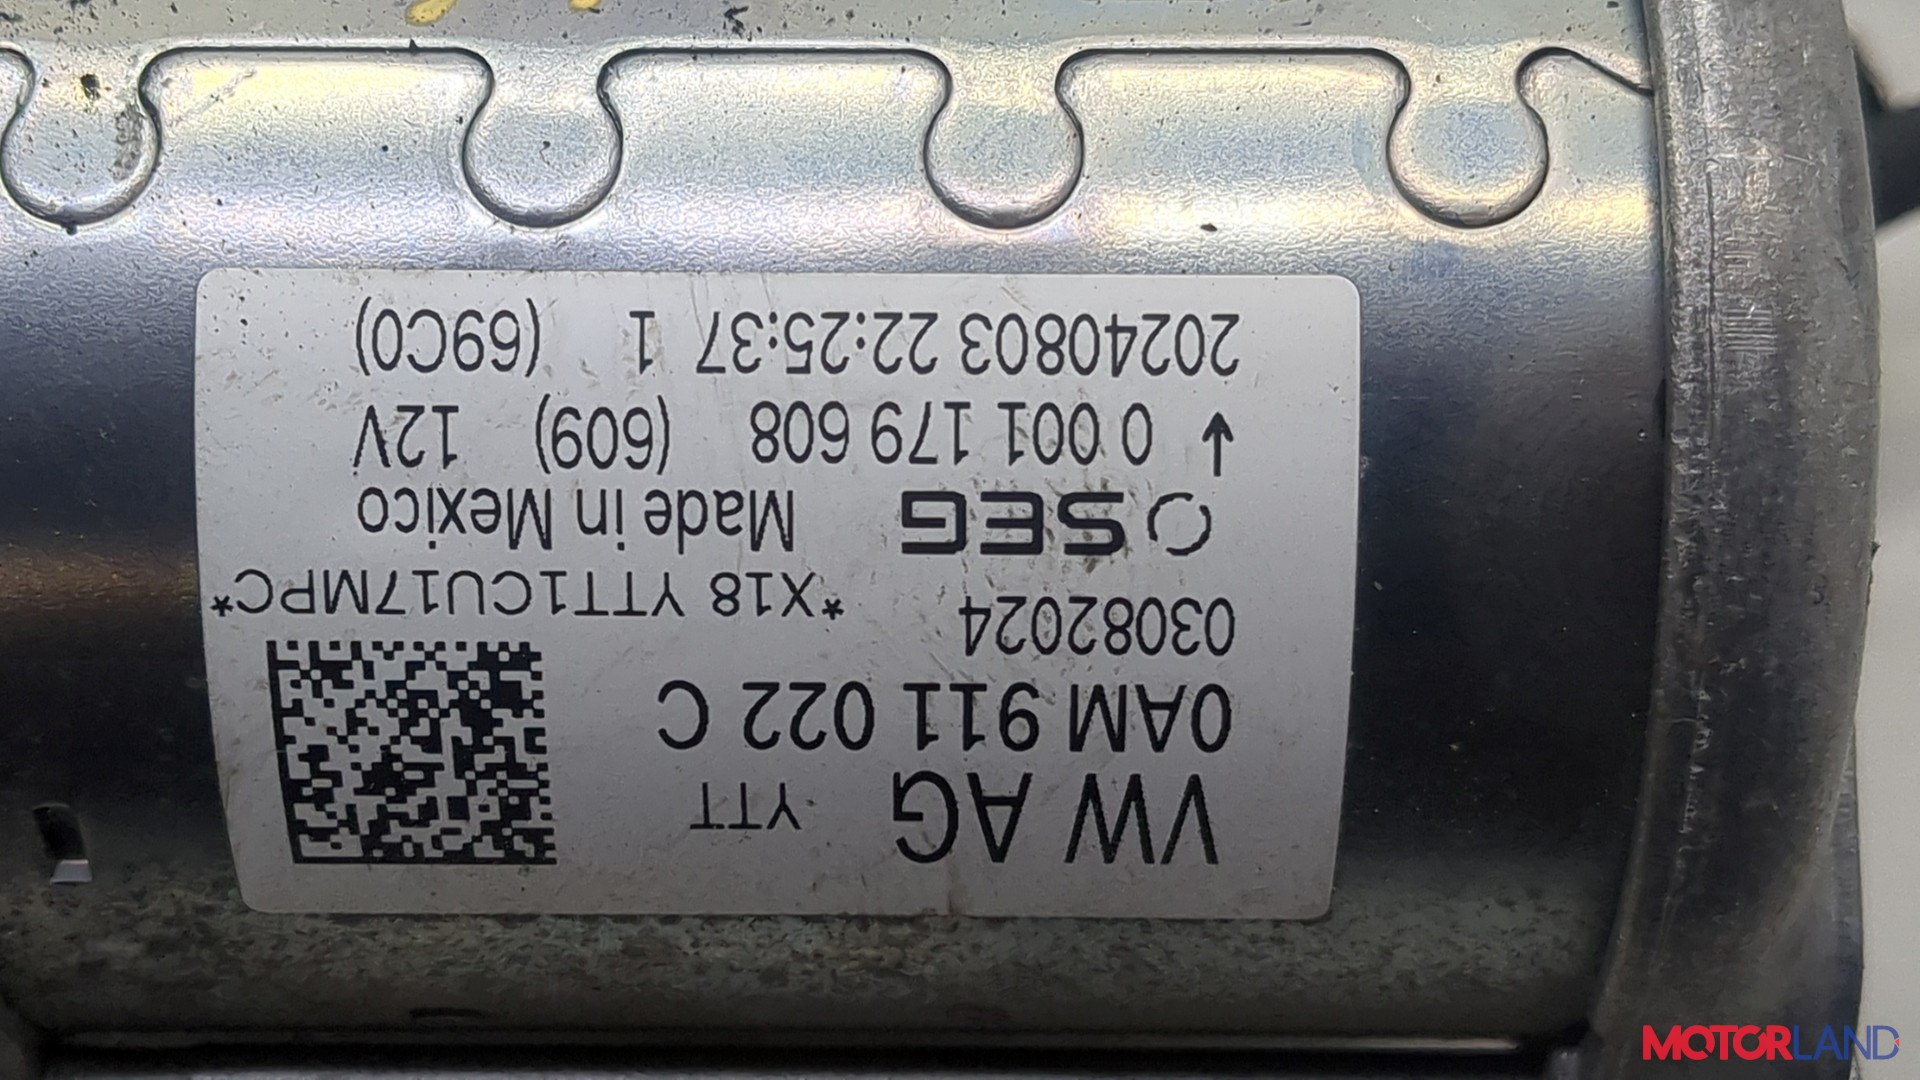 VW AG YTT
0AM 911 022 C
03082024 *X18 YTT1CU17MPC*
SEG Made in Mexico
↑ 0 001 179 608 (609) 12V
20240803 22:25:37 1 (69C0)
MOTORLAND